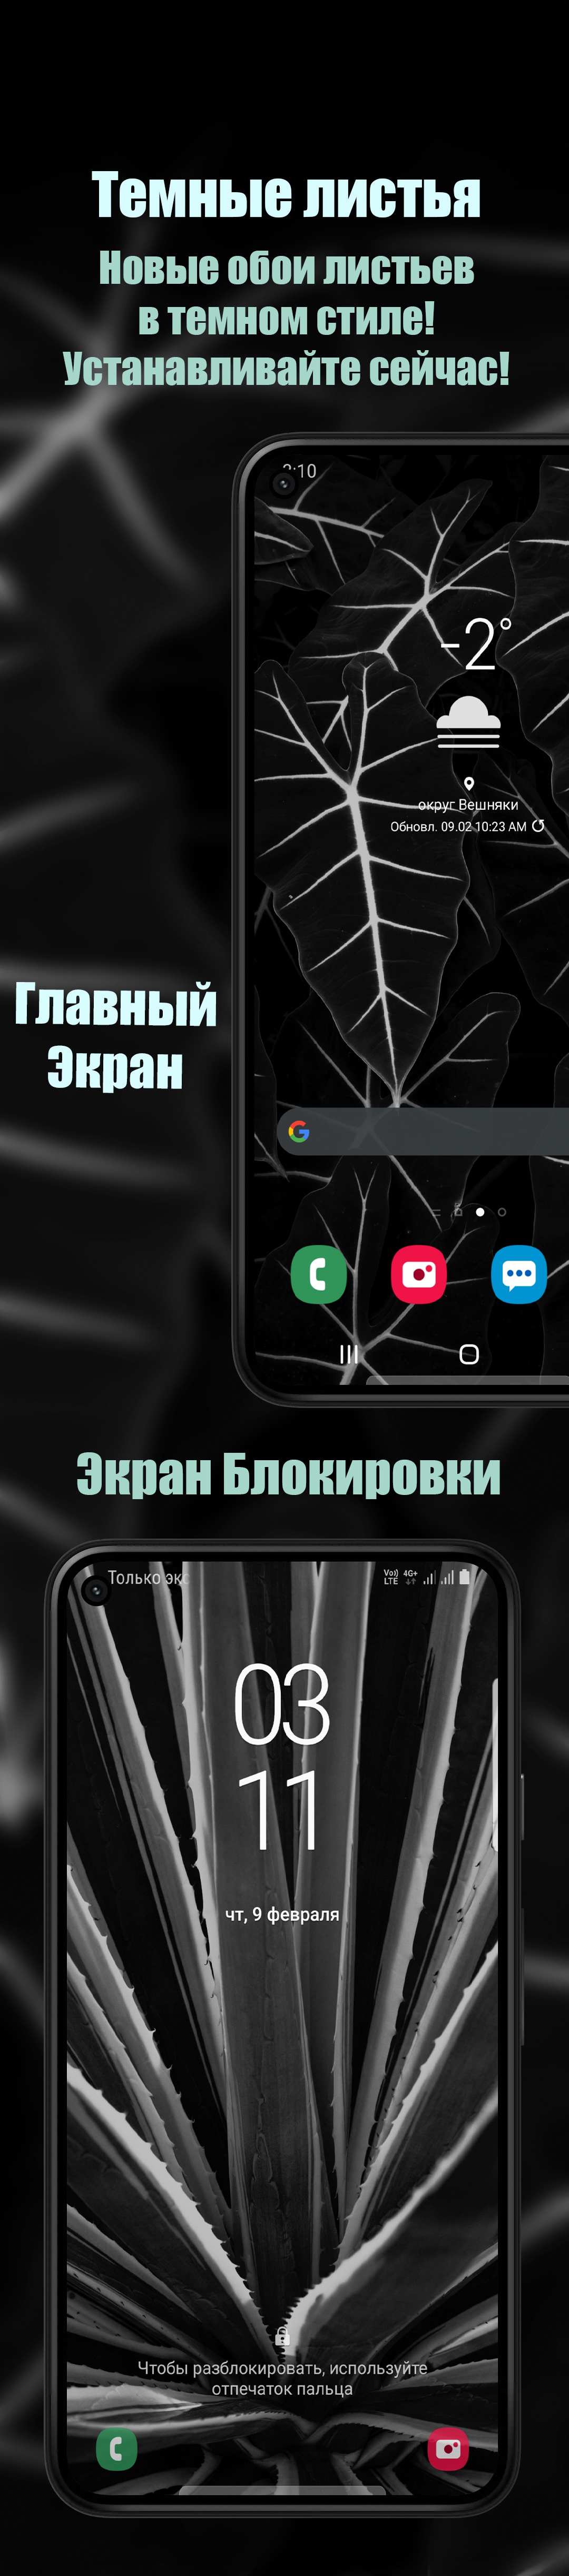 Темные листья
Новые обои листьев
в темном стиле!
Устанавливайте сейчас!
:10
-2°
округ Вешняки
Обновл. 09.02 10:23 AM
Главный
Экран
G
Экран Блокировки
Только экс
Vo)) 4G+
LTE
03
11
чт, 9 февраля
Чтобы разблокировать, используйте
отпечаток пальца